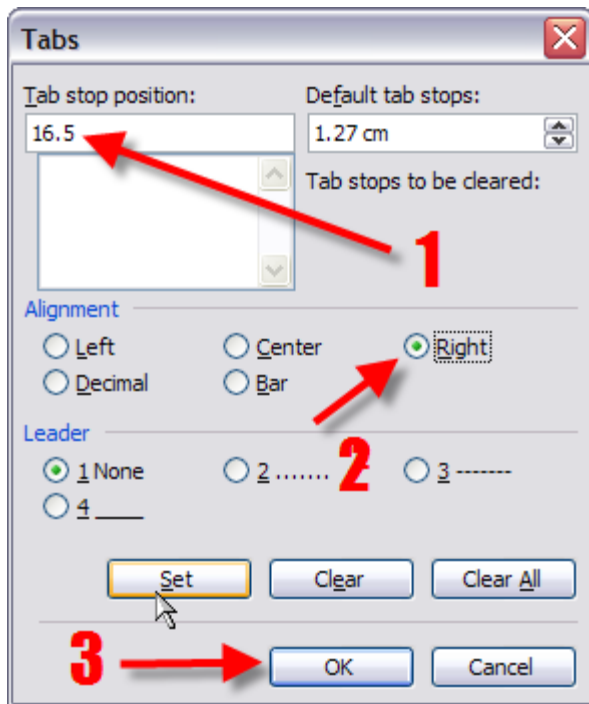 Tabs
Tab stop position: Default tab stops:
16.5 1.27 cm
Tab stops to be cleared:
1
Alignment
Left Center Right
Decimal Bar
2
Leader
1 None 2 ....... 3 -------
4 ____
Set Clear Clear All
3 OK Cancel